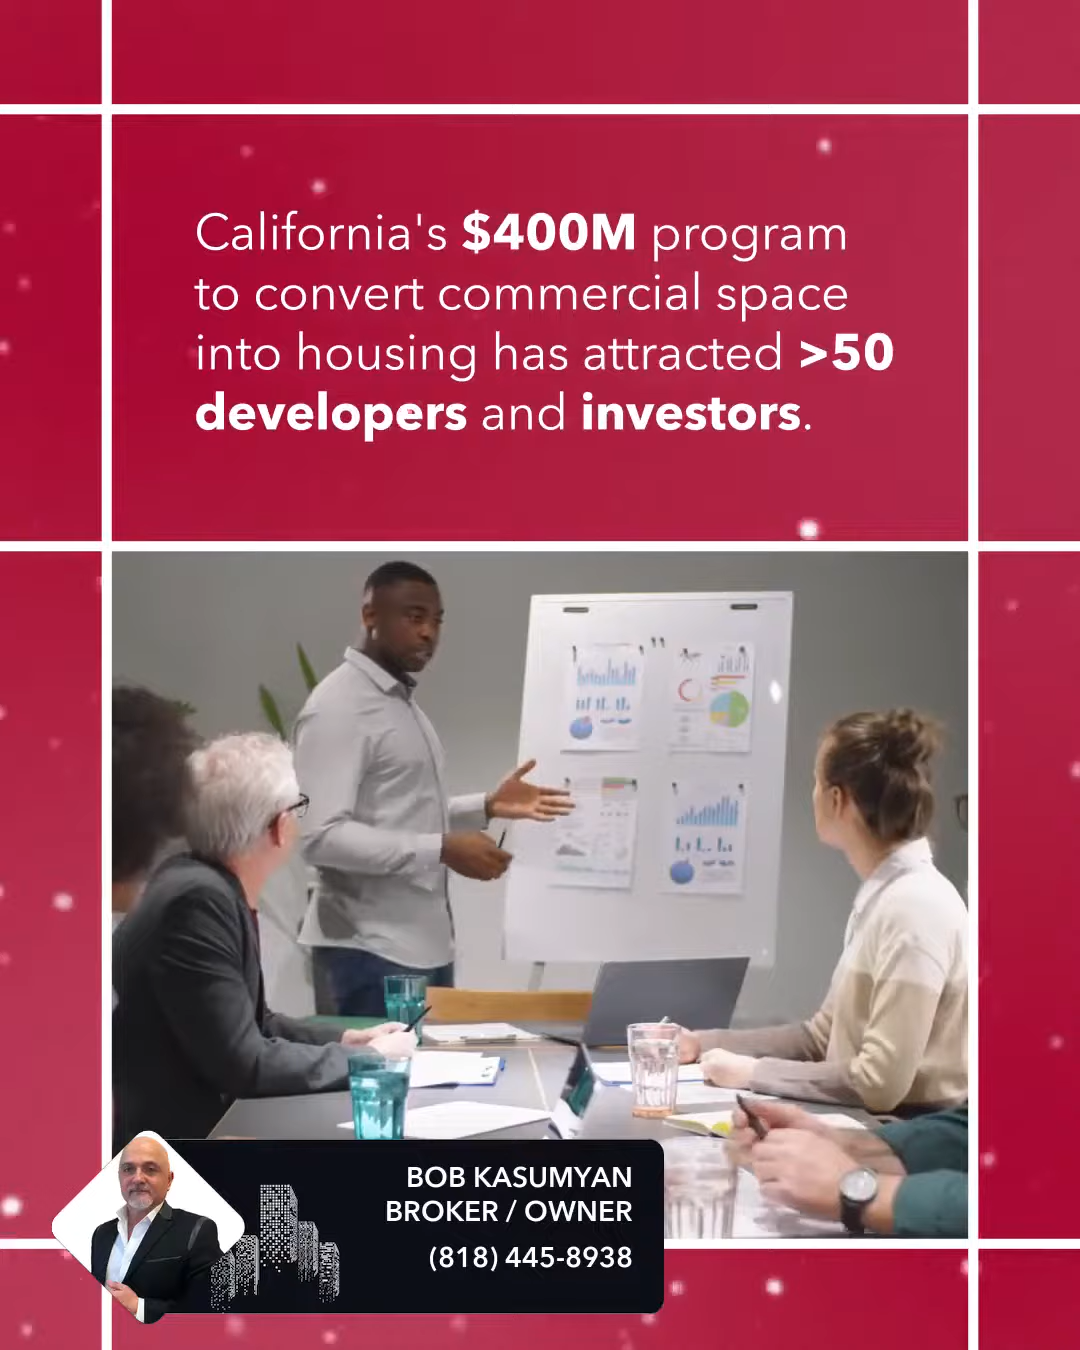 California's $400M program
to convert commercial space
into housing has attracted >50
developers and investors.
BOB KASUMYAN
BROKER / OWNER
(818) 445-8938